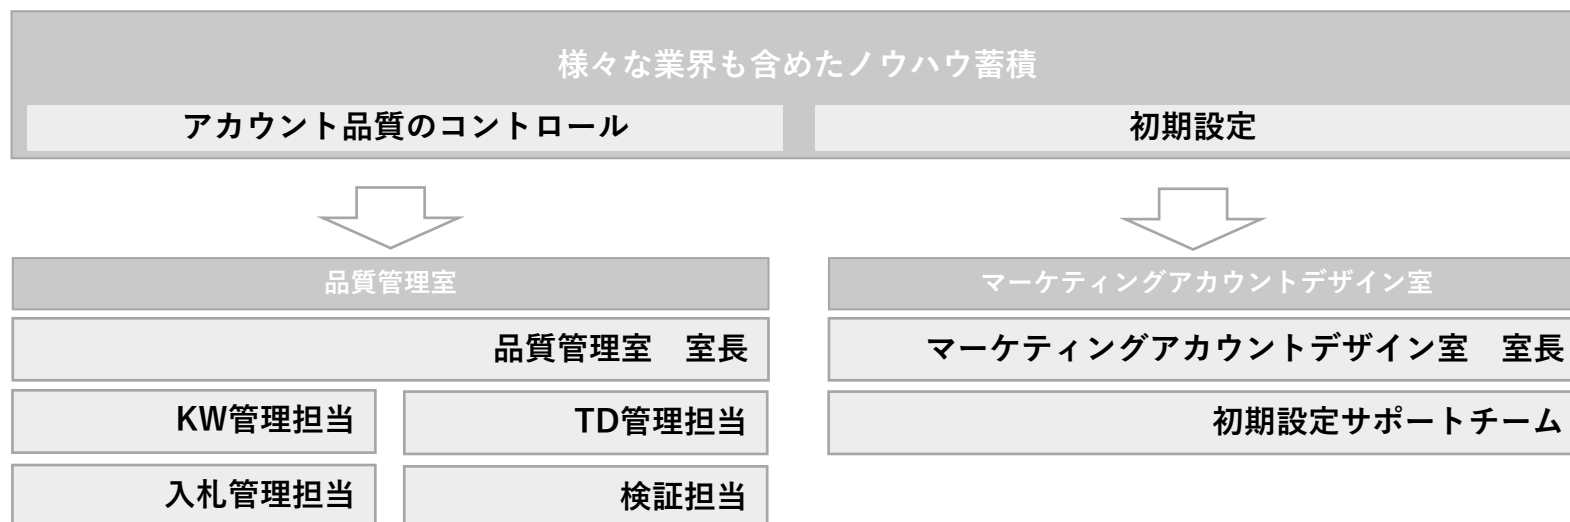 様々な業界も含めたノウハウ蓄積
アカウント品質のコントロール
初期設定
品質管理室
マーケティングアカウントデザイン室
品質管理室　室長
マーケティングアカウントデザイン室　室長
KW管理担当
TD管理担当
初期設定サポートチーム
入札管理担当
検証担当